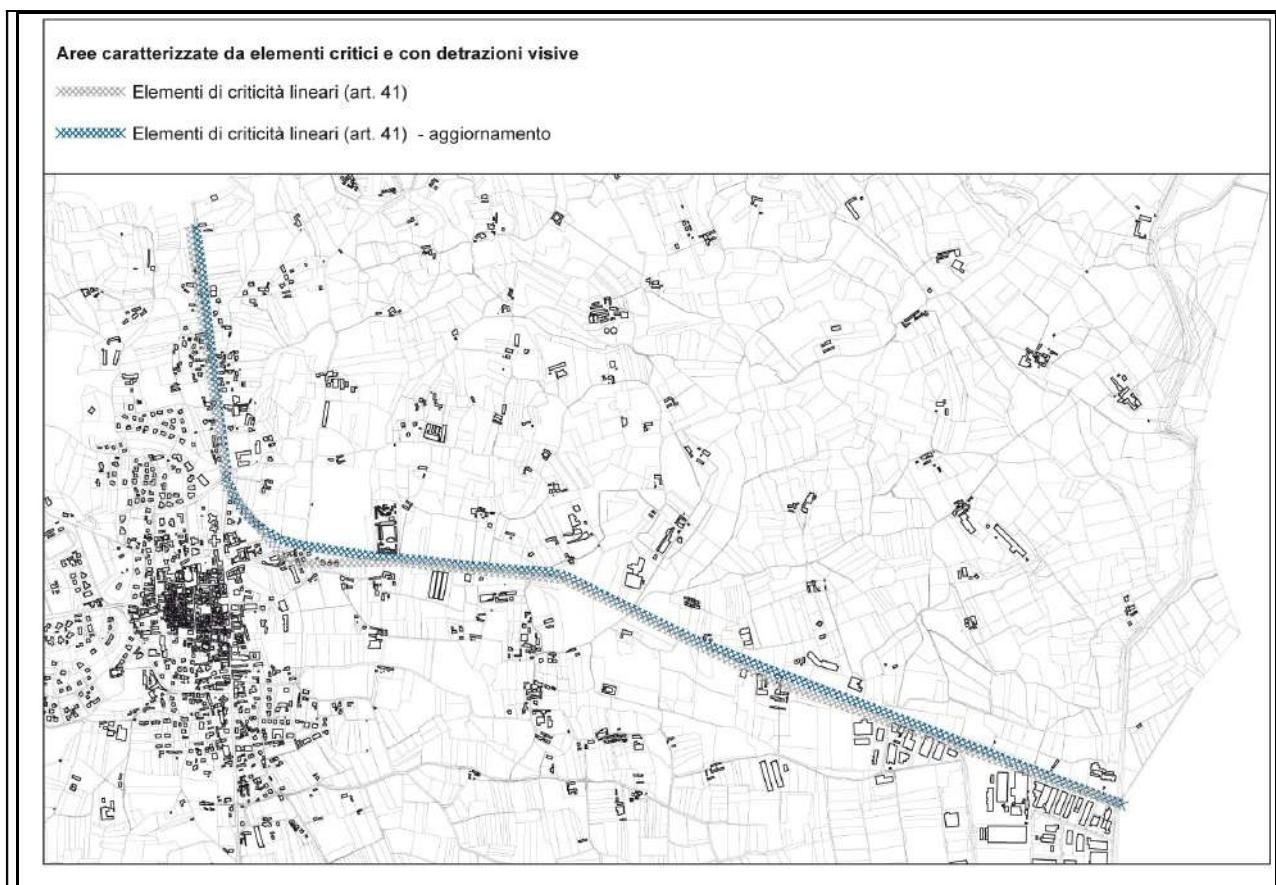 Aree caratterizzate da elementi critici e con detrazioni visive
Elementi di criticità lineari (art. 41)
Elementi di criticità lineari (art. 41) - aggiornamento